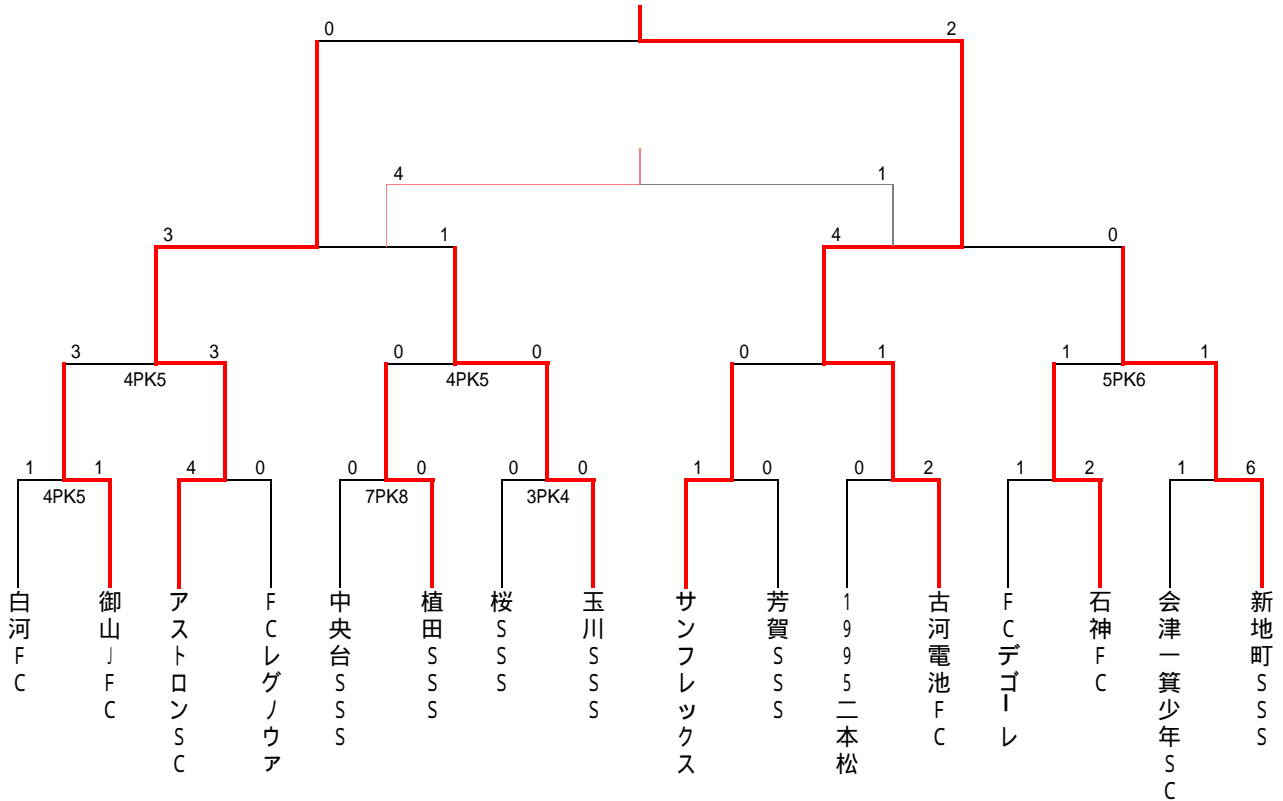 0 2
4 1
3 1 4 0
3 3 0 0 0 1 1 1
4PK5 4PK5 5PK6
1 1 4 0 0 0 0 0 1 0 0 2 1 2 1 6
4PK5 7PK8 3PK4
白河FC
御山JFC
アストロンSC
FCレグノヴァ
中央台SSS
植田SSS
桜SSS
玉川SSS
サンフレックス
芳賀SSS
1995二本松
古河電池FC
FCデゴーレ
石神FC
会津一箕少年SC
新地町SSS